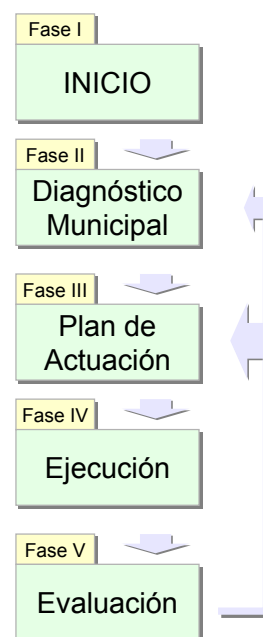 Fase I
INICIO
Fase II
Diagnóstico
Municipal
Fase III
Plan de
Actuación
Fase IV
Ejecución
Fase V
Evaluación